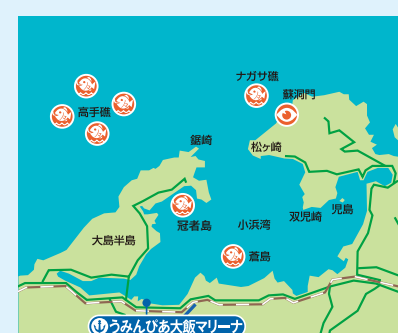 ナガサ礁
蘇洞門
高手礁
鋸崎
松ヶ崎
冠者島
小浜湾
双児崎
児島
大島半島
蒼島
うみんぴあ大飯マリーナ